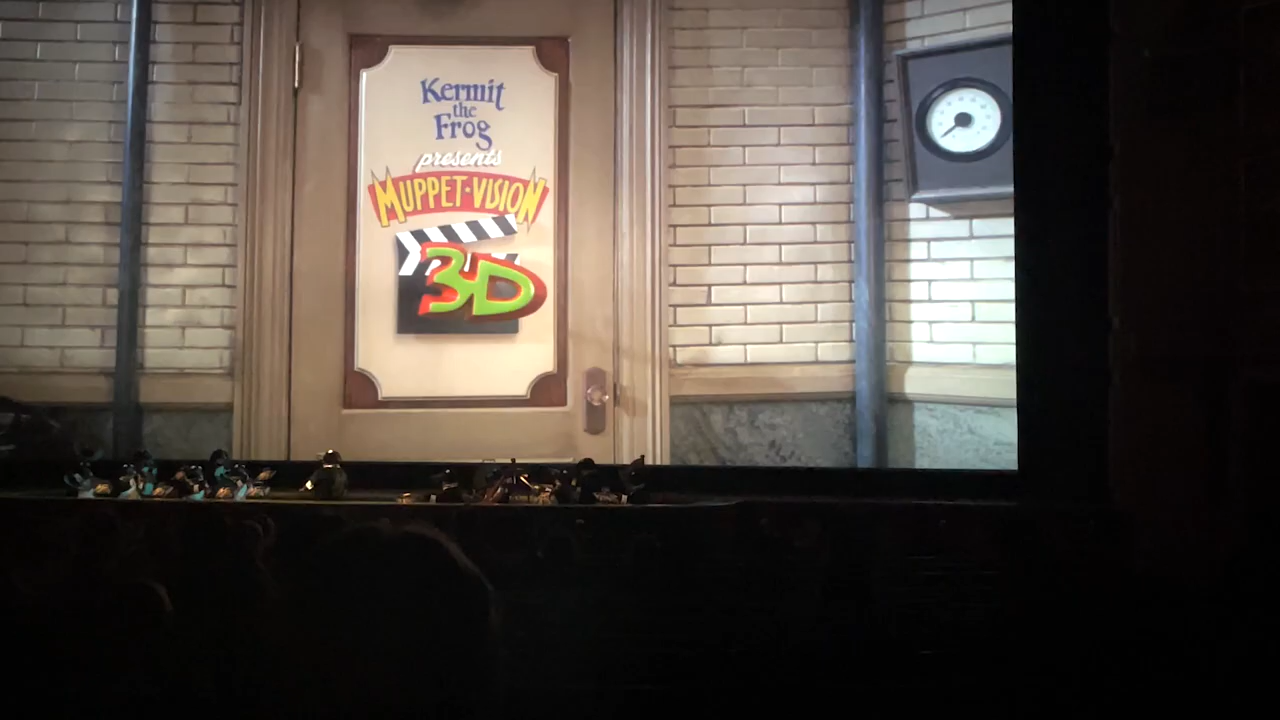 Kermit
the
Frog
presents
MUPPET·VISION
3D